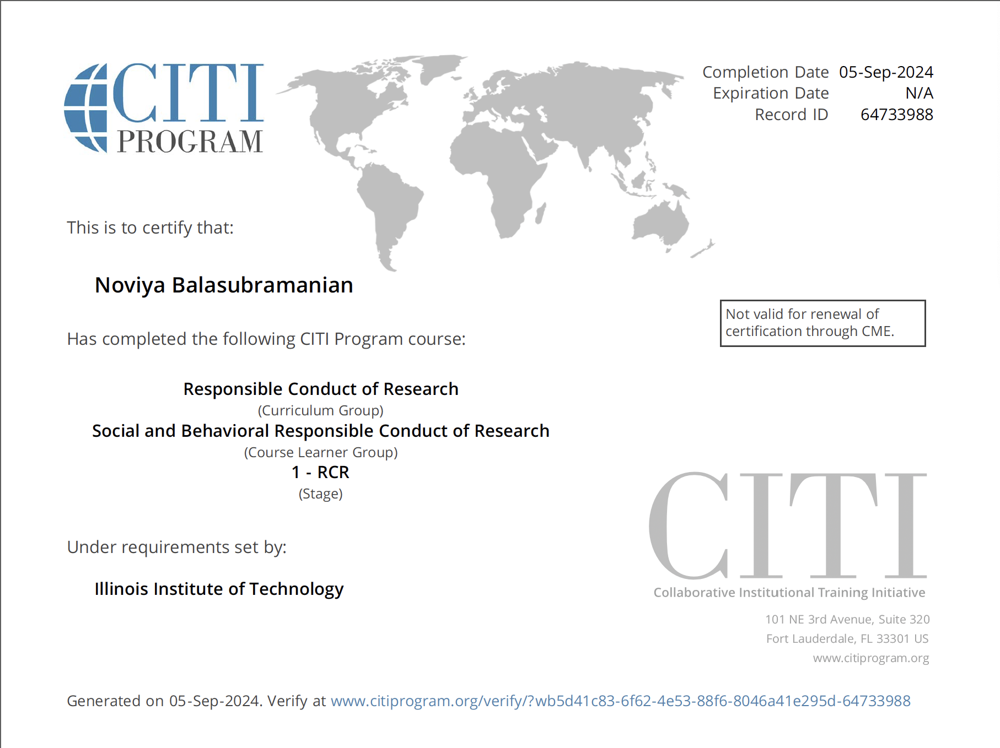 CITI
PROGRAM
Completion Date 05-Sep-2024
Expiration Date N/A
Record ID 64733988
This is to certify that:
Noviya Balasubramanian
Not valid for renewal of
certification through CME.
Has completed the following CITI Program course:
Responsible Conduct of Research
(Curriculum Group)
Social and Behavioral Responsible Conduct of Research
(Course Learner Group)
1 - RCR
(Stage)
Under requirements set by:
Illinois Institute of Technology
CITI
Collaborative Institutional Training Initiative
101 NE 3rd Avenue, Suite 320
Fort Lauderdale, FL 33301 US
www.citiprogram.org
Generated on 05-Sep-2024. Verify at www.citiprogram.org/verify/?wb5d41c83-6f62-4e53-88f6-8046a41e295d-64733988